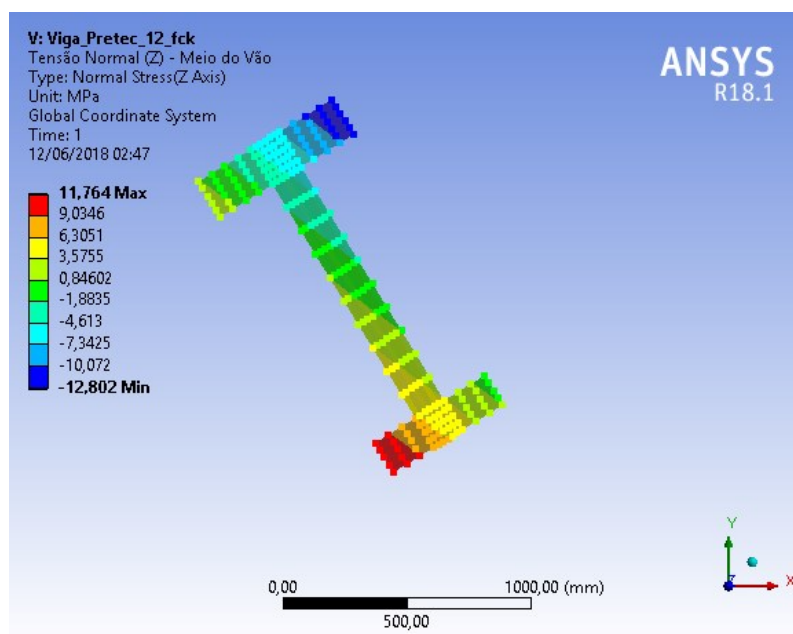 V: Viga_Pretec_12_fck
Tensão Normal (Z) - Meio do Vão
Type: Normal Stress(Z Axis)
Unit: MPa
Global Coordinate System
Time: 1
12/06/2018 02:47
ANSYS
R18.1
11,764 Max
9,0346
6,3051
3,5755
0,84602
-1,8835
-4,613
-7,3425
-10,072
-12,802 Min
0,00
1000,00 (mm)
500,00
Y
Z
X